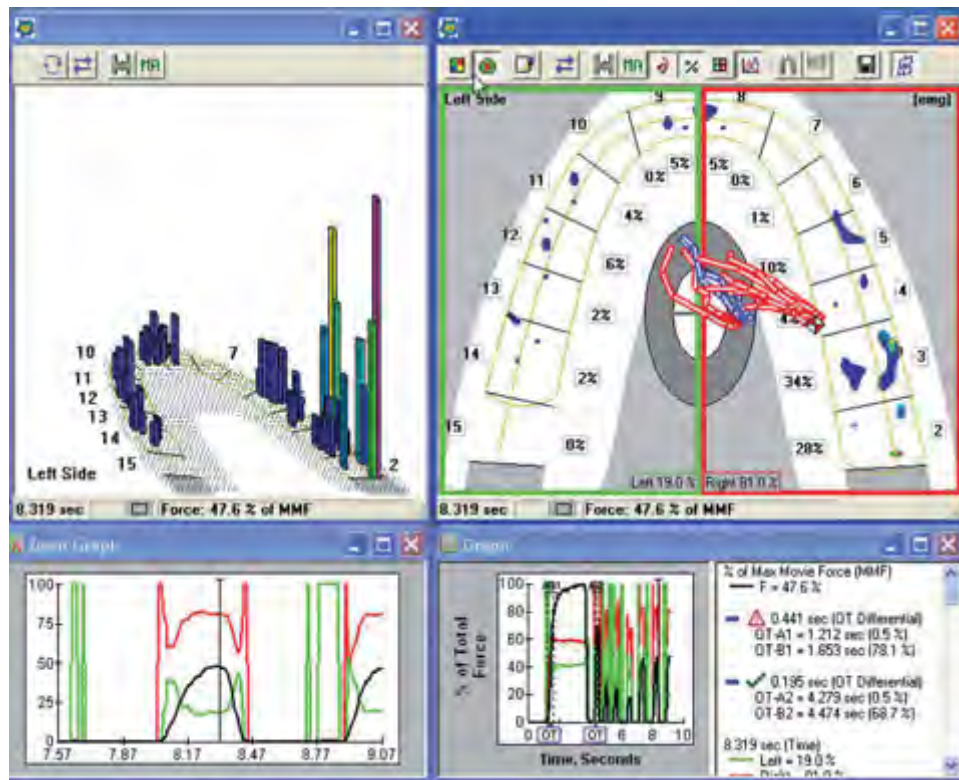 MA
10
11
12
13
14
15
7
2
Left Side
8.319 sec
Force: 47.6 % of MMF
MA
%
Left Side
[emg]
9
8
10
7
11
6
12
5
13
4
14
3
15
2
5%
5%
0%
0%
4%
1%
6%
10%
2%
4%
2%
34%
28%
Left 19.0 %
Right 81.0 %
8.319 sec
Force: 47.6 % of MMF
Zoom Graph
100
75
50
25
0
7.57
7.87
8.17
8.47
8.77
9.07
Graph
% of Total
Force
100
80
60
40
20
0
0
OT
2
OT
6
8
10
Time, Seconds
% of Max Movie Force (MMF)
F = 47.6 %
0.441 sec (OT Differential)
OT-A1 = 1.212 sec (0.5 %)
OT-B1 = 1.653 sec (78.1 %)
0.195 sec (OT Differential)
OT-A2 = 4.279 sec (0.5 %)
OT-B2 = 4.474 sec (68.7 %)
8.319 sec (Time)
Left = 19.0 %